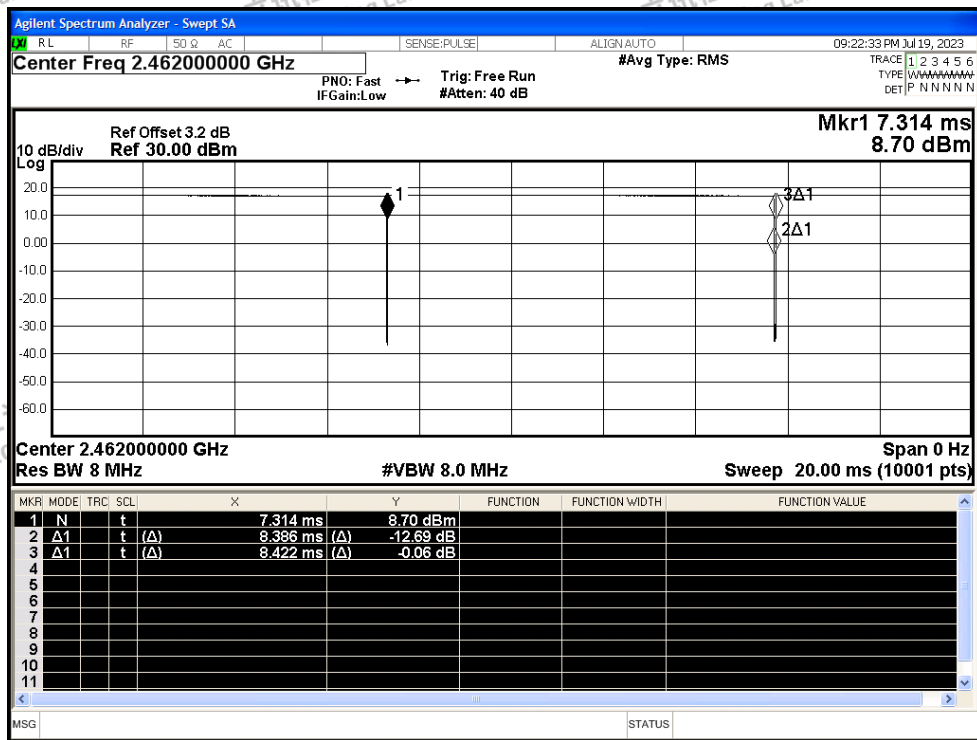 Agilent Spectrum Analyzer - Swept SA
LXI RL RF 50 Ω AC SENSE:PULSE ALIGN AUTO 09:22:33 PM Jul 19, 2023
Center Freq 2.462000000 GHz #Avg Type: RMS TRACE 1 2 3 4 5 6
PNO: Fast Trig: Free Run TYPE
IFGain:Low #Atten: 40 dB DET P N N N N N
Mkr1 7.314 ms
Ref Offset 3.2 dB
10 dB/div Ref 30.00 dBm 8.70 dBm
Log
20.0
1 3Δ1
10.0
2Δ1
0.00
-10.0
-20.0
-30.0
-40.0
-50.0
-60.0
Center 2.462000000 GHz Span 0 Hz
Res BW 8 MHz #VBW 8.0 MHz Sweep 20.00 ms (10001 pts)
MKR MODE TRC SCL X Y FUNCTION FUNCTION WIDTH FUNCTION VALUE
1 N t 7.314 ms 8.70 dBm
2 Δ1 t (Δ) 8.386 ms (Δ) -12.69 dB
3 Δ1 t (Δ) 8.422 ms (Δ) -0.06 dB
4
5
6
7
8
9
10
11
MSG STATUS